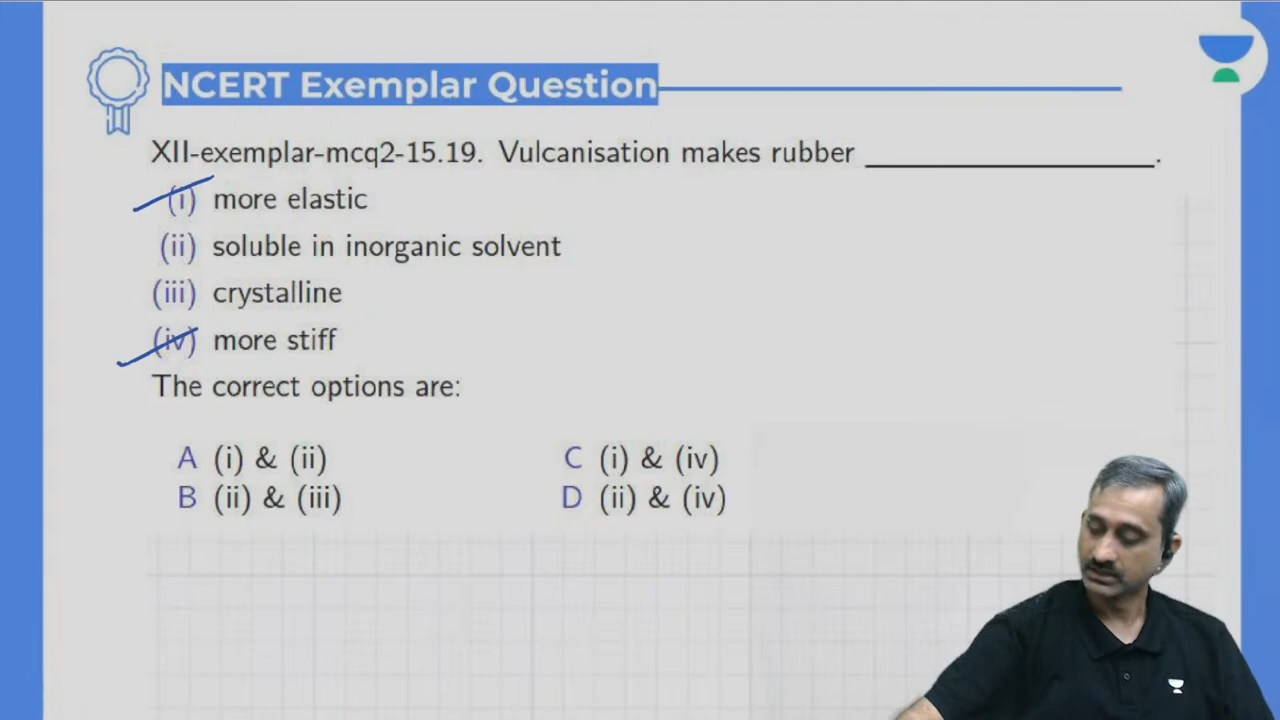 NCERT Exemplar Question
XII-exemplar-mcq2-15.19. Vulcanisation makes rubber ____________________.
(i) more elastic
(ii) soluble in inorganic solvent
(iii) crystalline
(iv) more stiff
The correct options are:
A (i) & (ii)
C (i) & (iv)
B (ii) & (iii)
D (ii) & (iv)